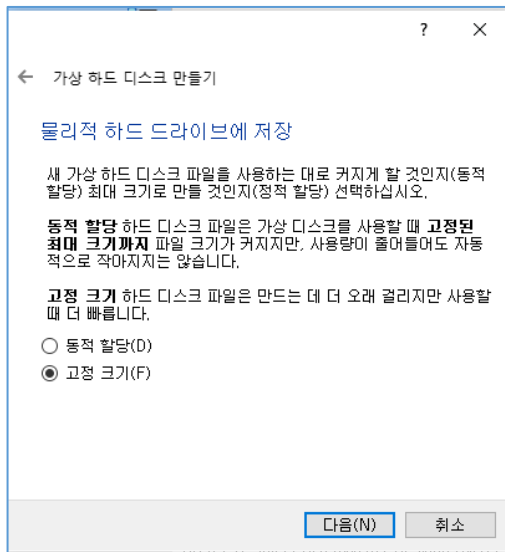 ?
가상 하드 디스크 만들기
물리적 하드 드라이브에 저장
새 가상 하드 디스크 파일을 사용하는 대로 커지게 할 것인지(동적
할당) 최대 크기로 만들 것인지(정적 할당) 선택하십시오.
동적 할당 하드 디스크 파일은 가상 디스크를 사용할 때 고정된
최대 크기까지 파일 크기가 커지지만, 사용량이 줄어들어도 자동
적으로 작아지지는 않습니다.
고정 크기 하드 디스크 파일은 만드는 데 더 오래 걸리지만 사용할
때 더 빠릅니다.
동적 할당(D)
고정 크기(F)
다음(N) 취소